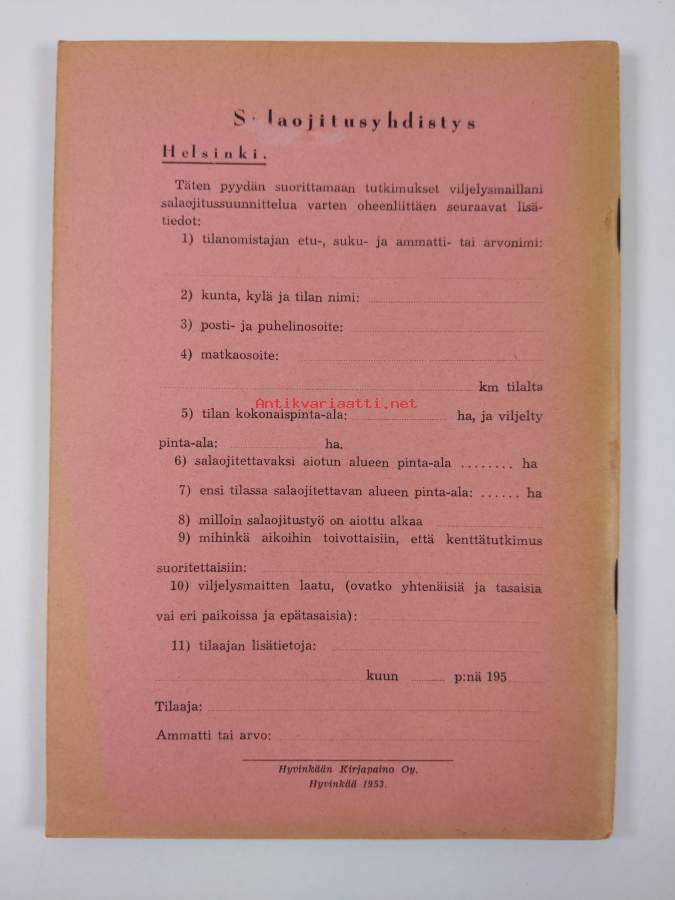 Salaojitusyhdistys
Helsinki.
Täten pyydän suorittamaan tutkimukset viljelysmaillani
salaojitussuunnittelua varten oheenliittäen seuraavat lisä-
tiedot:
1) tilanomistajan etu-, suku- ja ammatti- tai arvonimi:
2) kunta, kylä ja tilan nimi:
3) posti- ja puhelinosoite:
4) matkaosoite:
km tilalta
Antikvariaatti.net
5) tilan kokonaispinta-ala: ha, ja viljelty
pinta-ala: ha.
6) salaojitettavaksi aiotun alueen pinta-ala ........ ha
7) ensi tilassa salaojitettavan alueen pinta-ala: ...... ha
8) milloin salaojitustyö on aiottu alkaa
9) mihinkä aikoihin toivottaisiin, että kenttätutkimus
suoritettaisiin:
10) viljelysmaitten laatu, (ovatko yhtenäisiä ja tasaisia
vai eri paikoissa ja epätasaisia):
11) tilaajan lisätietoja:
kuun p:nä 195
Tilaaja:
Ammatti tai arvo:
Hyvinkään Kirjapaino Oy.
Hyvinkää 1953.